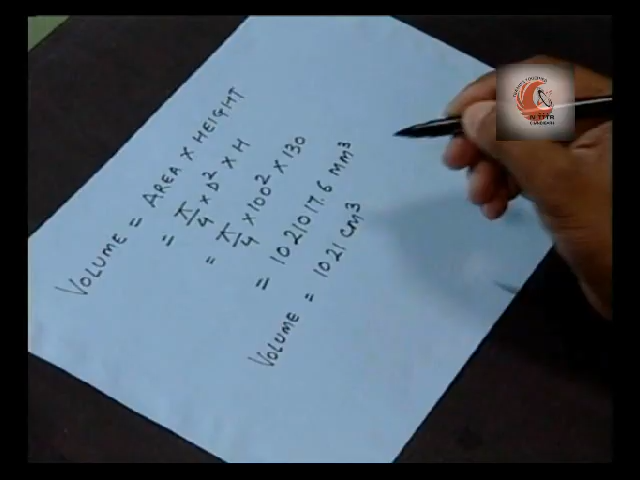 VOLUME = AREA X HEIGHT
= π/4 × D² × H
= π/4 × 100² × 130
= 1021017.6 MM³
VOLUME = 1021 CM³